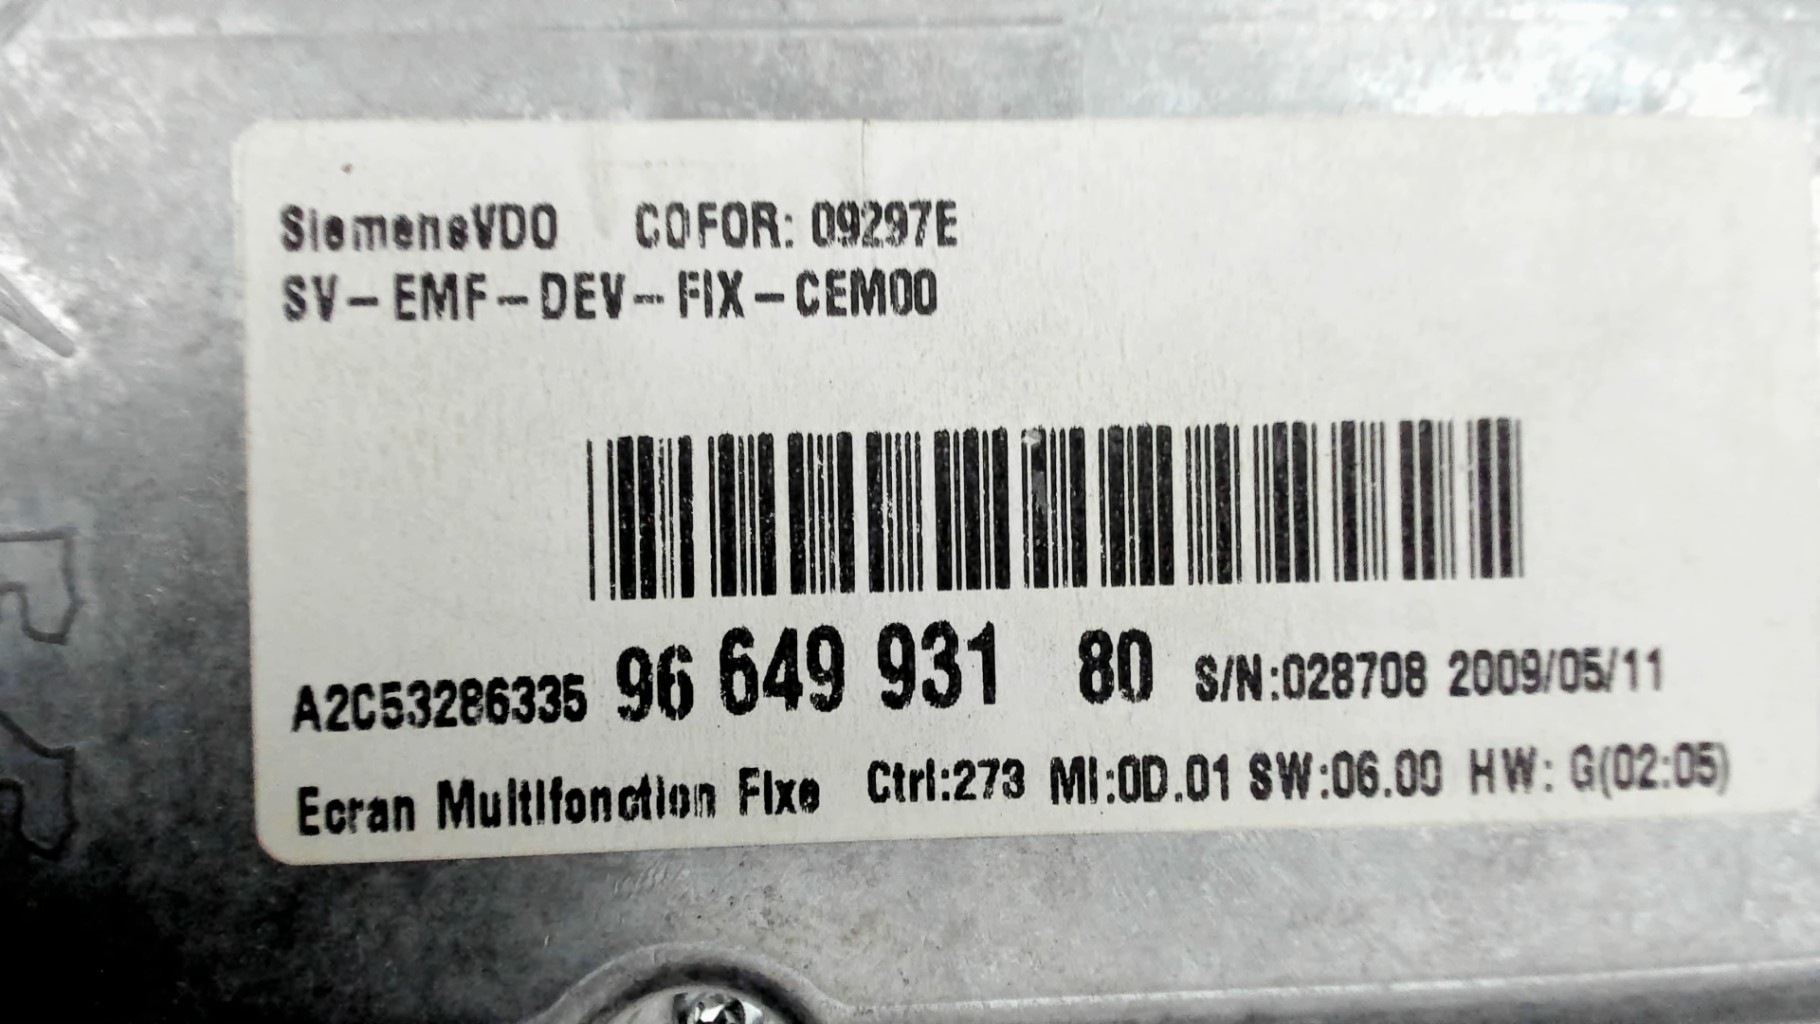 SiemensVDO COFOR: 09297E
SV-EMF-DEV-FIX-CEM00
A2C53286335 96 649 931 80 S/N:028708 2009/05/11
Ecran Multifonction Fixe Ctrl:273 MI:0D.01 SW:06.00 HW: G(02:05)